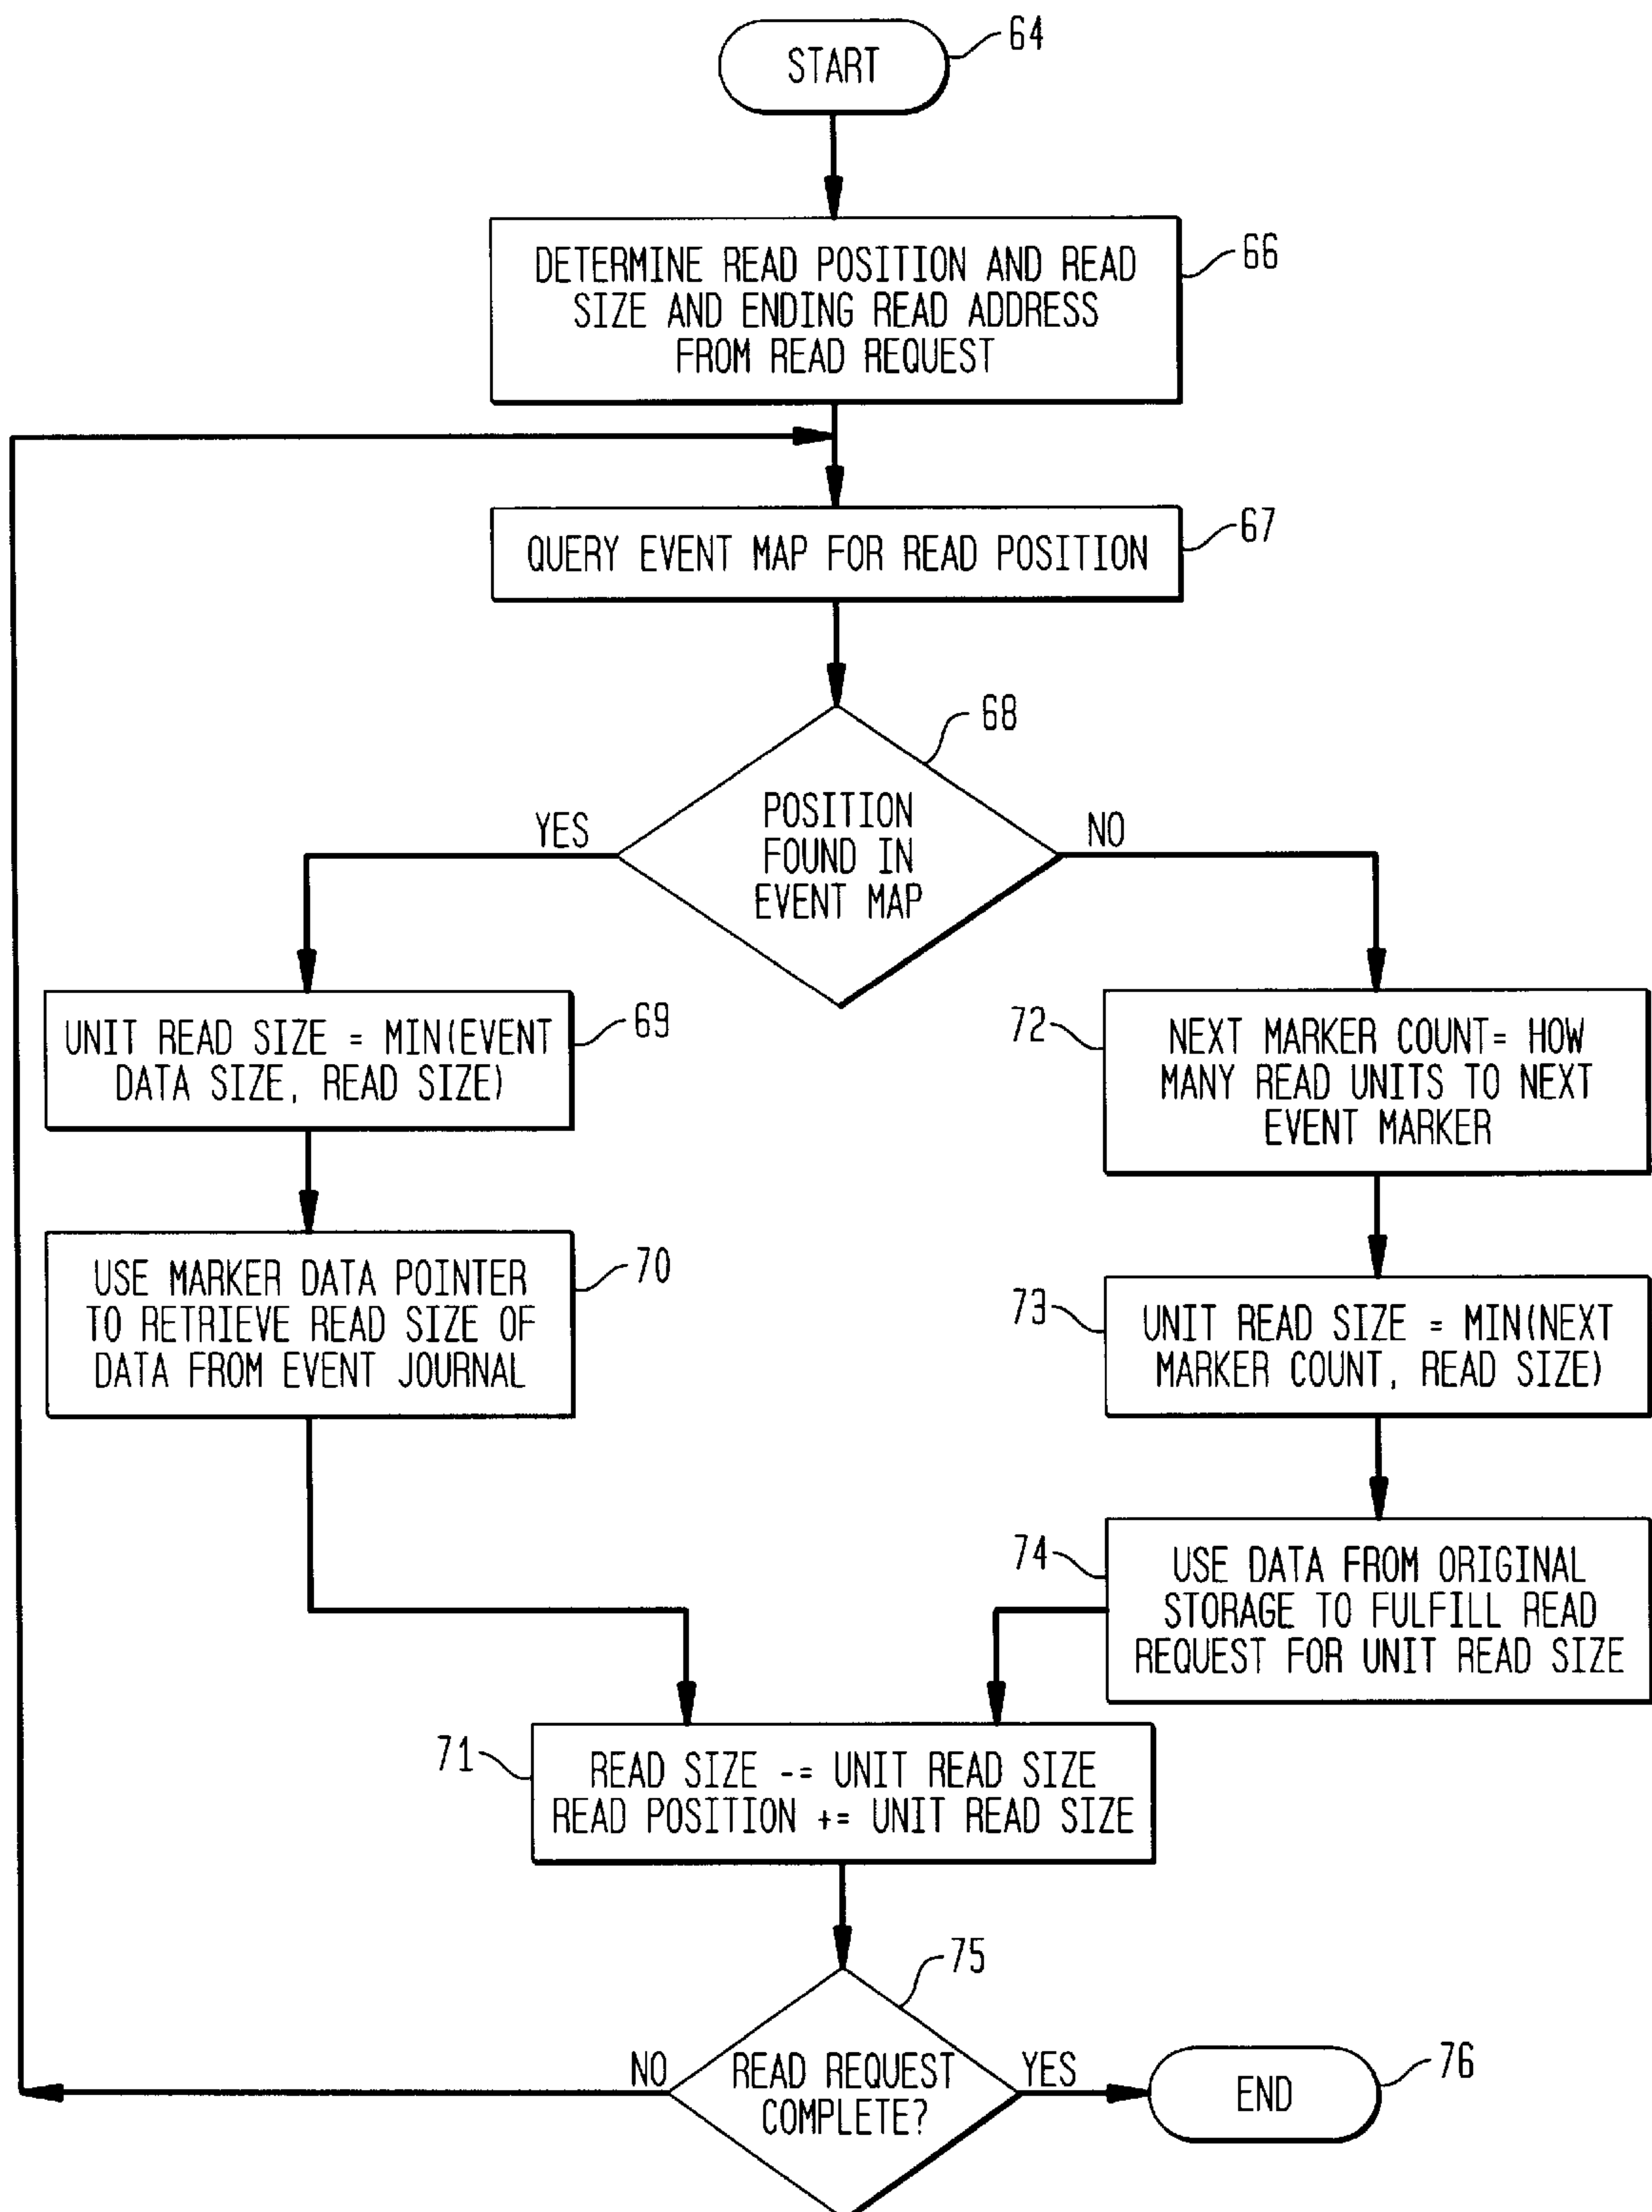 START
64
DETERMINE READ POSITION AND READ
SIZE AND ENDING READ ADDRESS
FROM READ REQUEST
66
QUERY EVENT MAP FOR READ POSITION
67
POSITION
FOUND IN
EVENT MAP
68
YES
NO
UNIT READ SIZE = MIN(EVENT
DATA SIZE, READ SIZE)
69
USE MARKER DATA POINTER
TO RETRIEVE READ SIZE OF
DATA FROM EVENT JOURNAL
70
72
NEXT MARKER COUNT= HOW
MANY READ UNITS TO NEXT
EVENT MARKER
73
UNIT READ SIZE = MIN(NEXT
MARKER COUNT, READ SIZE)
74
USE DATA FROM ORIGINAL
STORAGE TO FULFILL READ
REQUEST FOR UNIT READ SIZE
71
READ SIZE -= UNIT READ SIZE
READ POSITION += UNIT READ SIZE
75
NO
READ REQUEST
COMPLETE?
YES
END
76